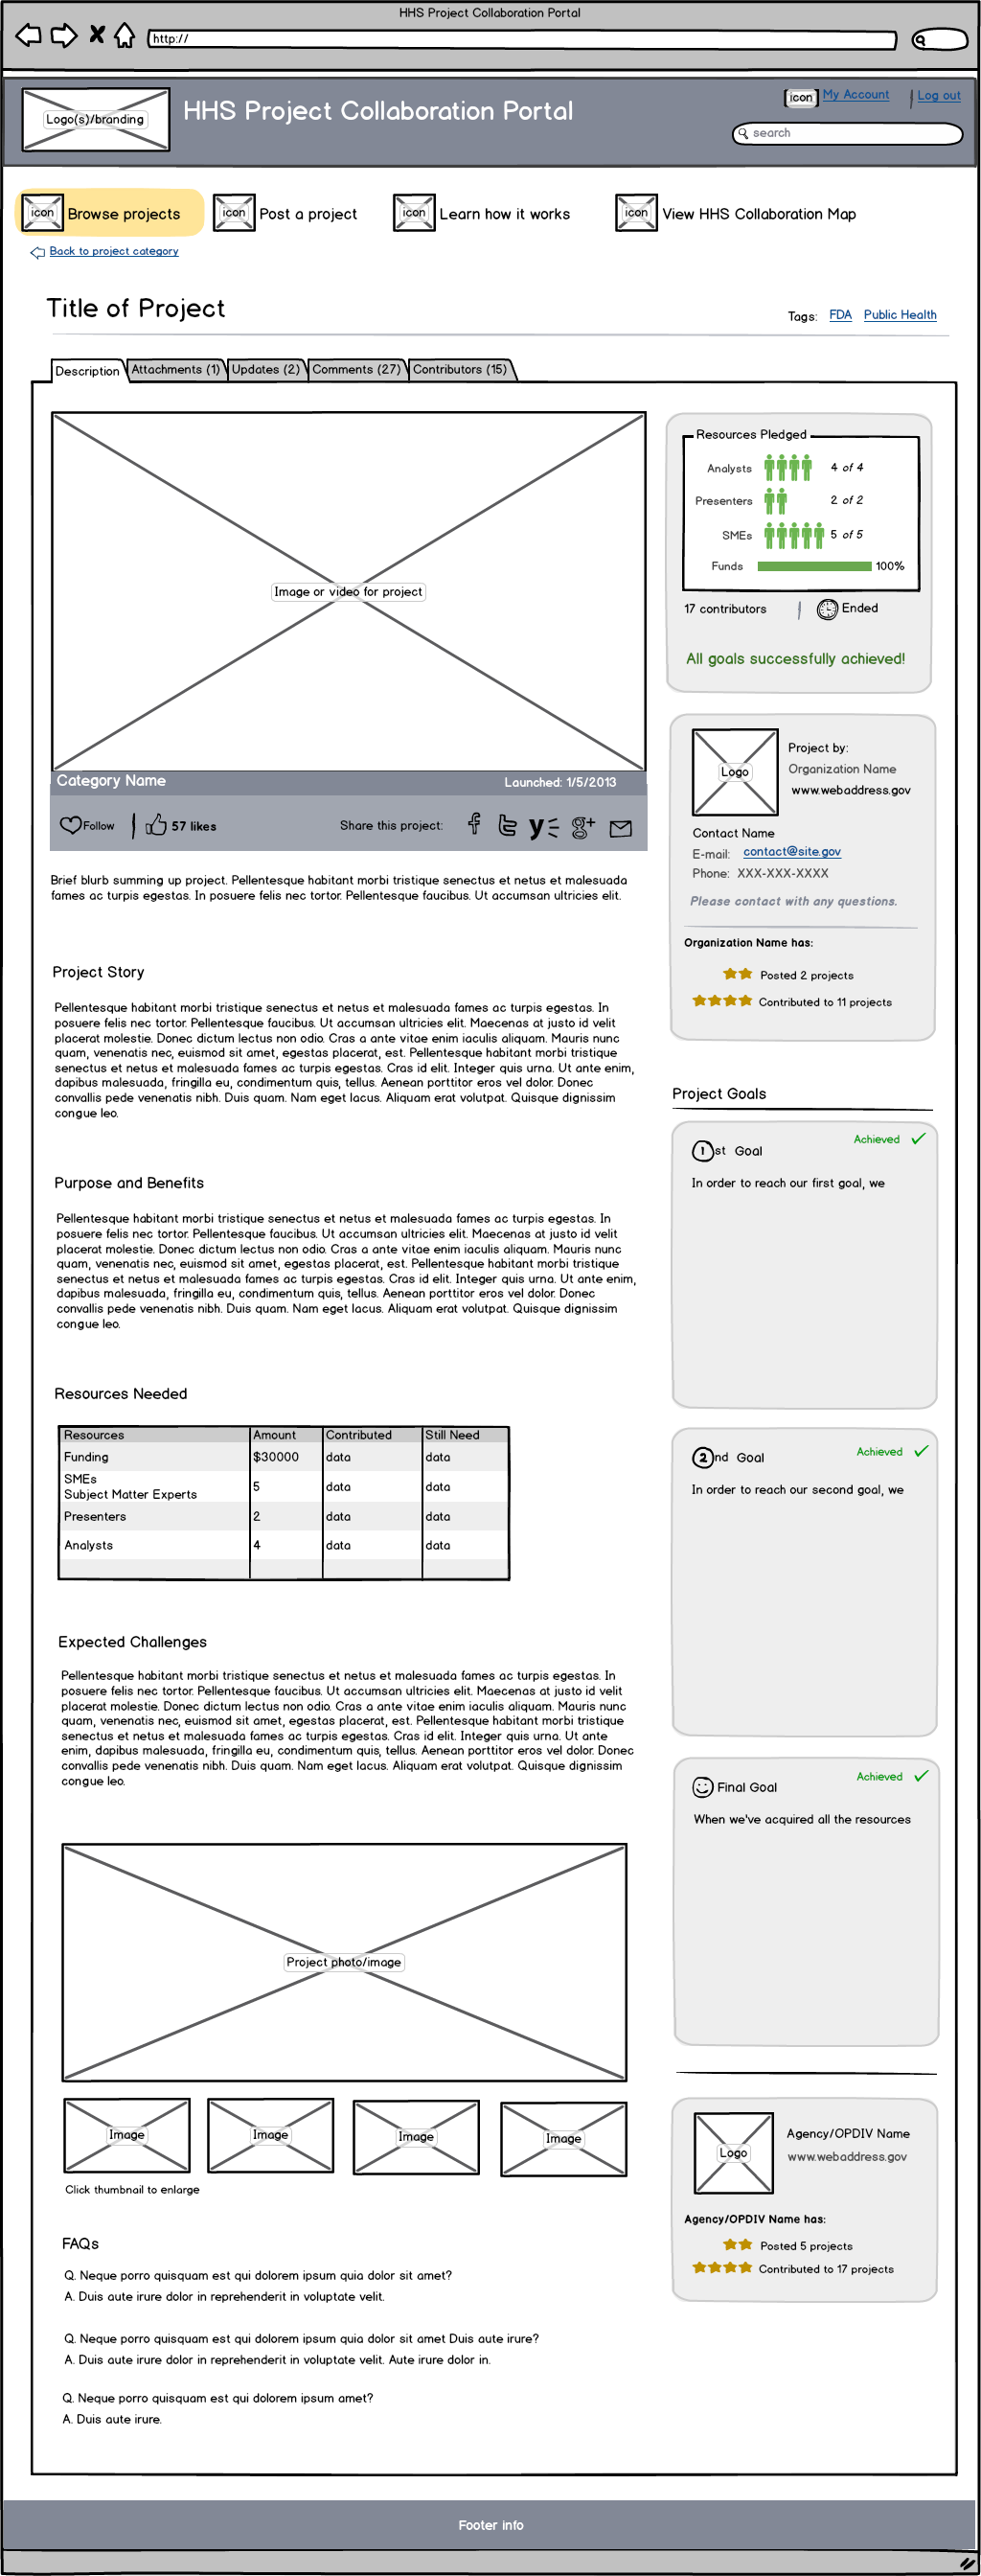 HHS Project Collaboration Portal
http://
Logo(s)/branding
HHS Project Collaboration Portal
icon My Account Log out
search
icon Browse projects icon Post a project icon Learn how it works icon View HHS Collaboration Map
Back to project category
Title of Project
Tags: FDA Public Health
Description Attachments (1) Updates (2) Comments (27) Contributors (15)
Image or video for project
Category Name Launched: 1/5/2013
Follow 57 likes Share this project:
Brief blurb summing up project. Pellentesque habitant morbi tristique senectus et netus et malesuada
fames ac turpis egestas. In posuere felis nec tortor. Pellentesque faucibus. Ut accumsan ultricies elit.
Project Story
Pellentesque habitant morbi tristique senectus et netus et malesuada fames ac turpis egestas. In
posuere felis nec tortor. Pellentesque faucibus. Ut accumsan ultricies elit. Maecenas at justo id velit
placerat molestie. Donec dictum lectus non odio. Cras a ante vitae enim iaculis aliquam. Mauris nunc
quam, venenatis nec, euismod sit amet, egestas placerat, est. Pellentesque habitant morbi tristique
senectus et netus et malesuada fames ac turpis egestas. Cras id elit. Integer quis urna. Ut ante enim,
dapibus malesuada, fringilla eu, condimentum quis, tellus. Aenean porttitor eros vel dolor. Donec
convallis pede venenatis nibh. Duis quam. Nam eget lacus. Aliquam erat volutpat. Quisque dignissim
congue leo.
Purpose and Benefits
Pellentesque habitant morbi tristique senectus et netus et malesuada fames ac turpis egestas. In
posuere felis nec tortor. Pellentesque faucibus. Ut accumsan ultricies elit. Maecenas at justo id velit
placerat molestie. Donec dictum lectus non odio. Cras a ante vitae enim iaculis aliquam. Mauris nunc
quam, venenatis nec, euismod sit amet, egestas placerat, est. Pellentesque habitant morbi tristique
senectus et netus et malesuada fames ac turpis egestas. Cras id elit. Integer quis urna. Ut ante enim,
dapibus malesuada, fringilla eu, condimentum quis, tellus. Aenean porttitor eros vel dolor. Donec
convallis pede venenatis nibh. Duis quam. Nam eget lacus. Aliquam erat volutpat. Quisque dignissim
congue leo.
Resources Needed
Resources Amount Contributed Still Need
Funding $30000 data data
SMEs
Subject Matter Experts 5 data data
Presenters 2 data data
Analysts 4 data data
Expected Challenges
Pellentesque habitant morbi tristique senectus et netus et malesuada fames ac turpis egestas. In
posuere felis nec tortor. Pellentesque faucibus. Ut accumsan ultricies elit. Maecenas at justo id velit
placerat molestie. Donec dictum lectus non odio. Cras a ante vitae enim iaculis aliquam. Mauris nunc
quam, venenatis nec, euismod sit amet, egestas placerat, est. Pellentesque habitant morbi tristique
senectus et netus et malesuada fames ac turpis egestas. Cras id elit. Integer quis urna. Ut ante
enim, dapibus malesuada, fringilla eu, condimentum quis, tellus. Aenean porttitor eros vel dolor. Donec
convallis pede venenatis nibh. Duis quam. Nam eget lacus. Aliquam erat volutpat. Quisque dignissim
congue leo.
Project photo/image
Image Image Image Image
Click thumbnail to enlarge
FAQs
Q. Neque porro quisquam est qui dolorem ipsum quia dolor sit amet?
A. Duis aute irure dolor in reprehenderit in voluptate velit.
Q. Neque porro quisquam est qui dolorem ipsum quia dolor sit amet Duis aute irure?
A. Duis aute irure dolor in reprehenderit in voluptate velit. Aute irure dolor in.
Q. Neque porro quisquam est qui dolorem ipsum amet?
A. Duis aute irure.
Resources Pledged
Analysts 4 of 4
Presenters 2 of 2
SMEs 5 of 5
Funds 100%
17 contributors Ended
All goals successfully achieved!
Logo
Project by:
Organization Name
www.webaddress.gov
Contact Name
E-mail: contact@site.gov
Phone: XXX-XXX-XXXX
Please contact with any questions.
Organization Name has:
Posted 2 projects
Contributed to 11 projects
Project Goals
Achieved
1st Goal
In order to reach our first goal, we
Achieved
2nd Goal
In order to reach our second goal, we
Achieved
Final Goal
When we've acquired all the resources
Logo
Agency/OPDIV Name
www.webaddress.gov
Agency/OPDIV Name has:
Posted 5 projects
Contributed to 17 projects
Footer info